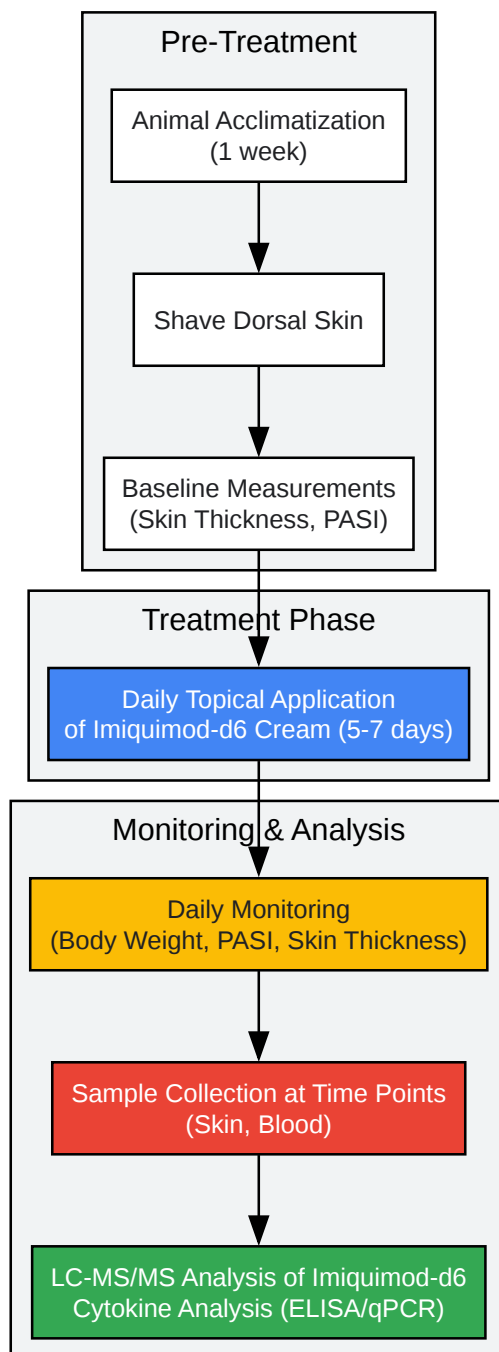 Pre-Treatment
Animal Acclimatization
(1 week)
Shave Dorsal Skin
Baseline Measurements
(Skin Thickness, PASI)
Treatment Phase
Daily Topical Application
of Imiquimod-d6 Cream (5-7 days)
Monitoring & Analysis
Daily Monitoring
(Body Weight, PASI, Skin Thickness)
Sample Collection at Time Points
(Skin, Blood)
LC-MS/MS Analysis of Imiquimod-d6
Cytokine Analysis (ELISA/qPCR)